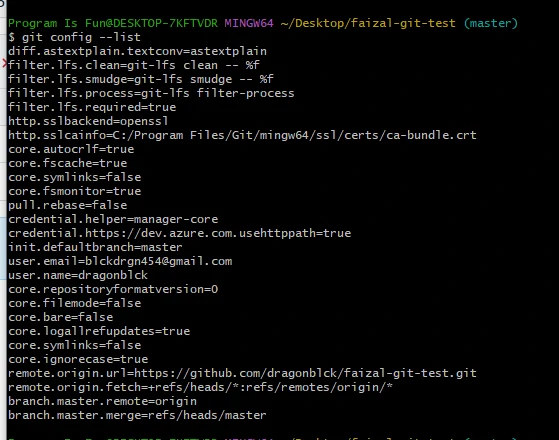 Program Is Fun@DESKTOP-7KFTVDR MINGW64 ~/Desktop/faizal-git-test (master)
$ git config --list
diff.astextplain.textconv=astextplain
filter.lfs.clean=git-lfs clean -- %f
filter.lfs.smudge=git-lfs smudge -- %f
filter.lfs.process=git-lfs filter-process
filter.lfs.required=true
http.sslbackend=openssl
http.sslcainfo=C:/Program Files/Git/mingw64/ssl/certs/ca-bundle.crt
core.autocrlf=true
core.fscache=true
core.symlinks=false
core.fsmonitor=true
pull.rebase=false
credential.helper=manager-core
credential.https://dev.azure.com.usehttppath=true
init.defaultbranch=master
user.email=blckdrgn454@gmail.com
user.name=dragonblck
core.repositoryformatversion=0
core.filemode=false
core.bare=false
core.logallrefupdates=true
core.symlinks=false
core.ignorecase=true
remote.origin.url=https://github.com/dragonblck/faizal-git-test.git
remote.origin.fetch=+refs/heads/*:refs/remotes/origin/*
branch.master.remote=origin
branch.master.merge=refs/heads/master